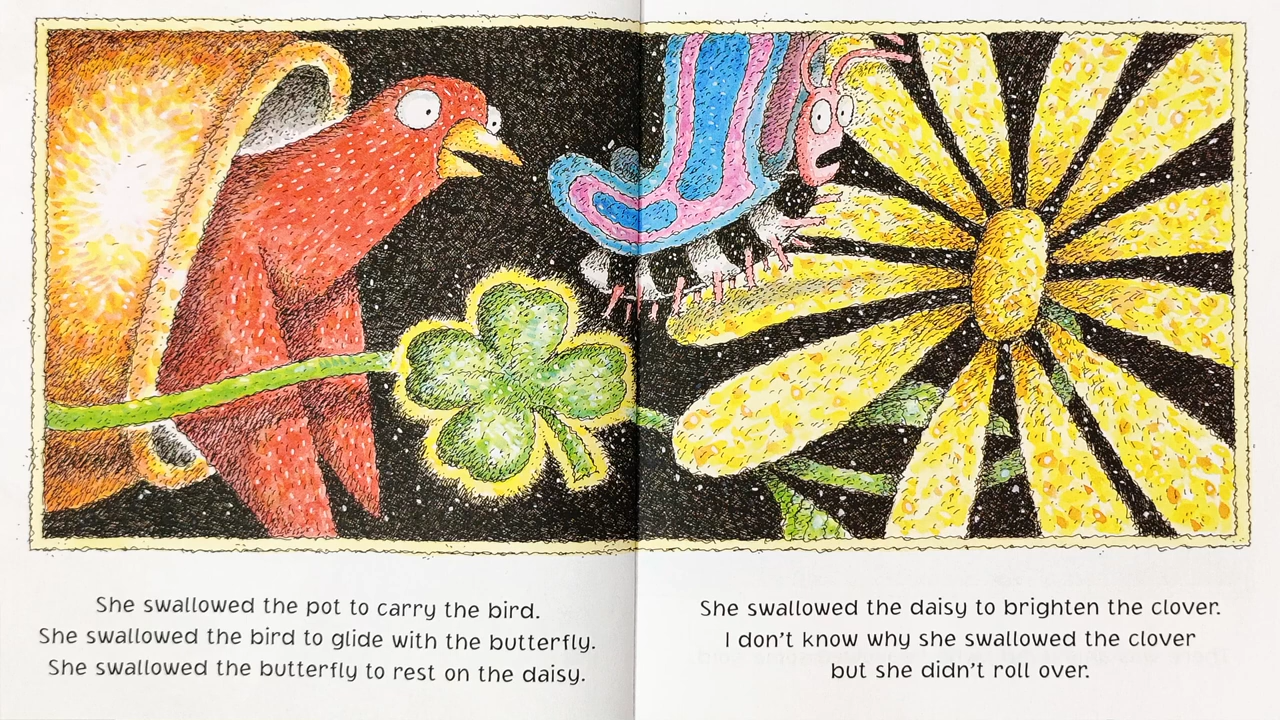 She swallowed the pot to carry the bird.
She swallowed the bird to glide with the butterfly.
She swallowed the butterfly to rest on the daisy.
She swallowed the daisy to brighten the clover.
I don't know why she swallowed the clover
but she didn't roll over.